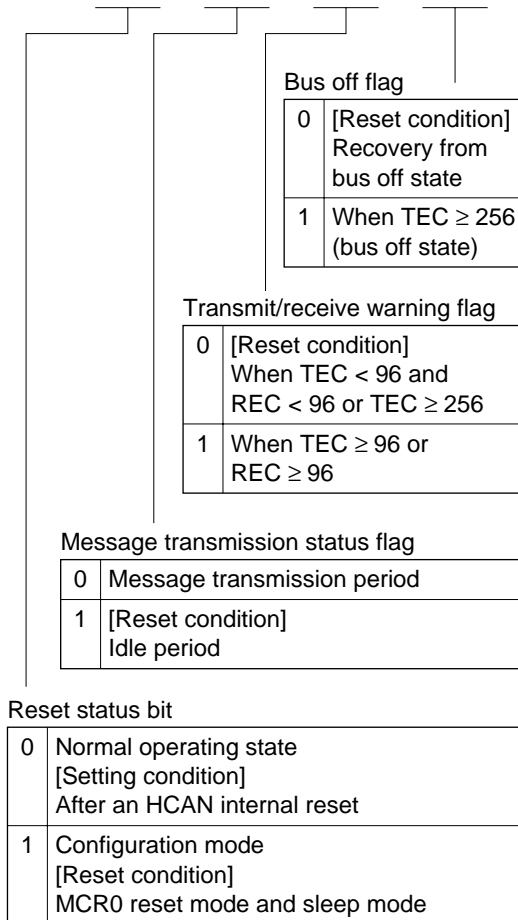 Bus off flag
0 [Reset condition]
Recovery from
bus off state
1 When TEC ≥ 256
(bus off state)
Transmit/receive warning flag
0 [Reset condition]
When TEC < 96 and
REC < 96 or TEC ≥ 256
1 When TEC ≥ 96 or
REC ≥ 96
Message transmission status flag
0 Message transmission period
1 [Reset condition]
Idle period
Reset status bit
0 Normal operating state
[Setting condition]
After an HCAN internal reset
1 Configuration mode
[Reset condition]
MCR0 reset mode and sleep mode